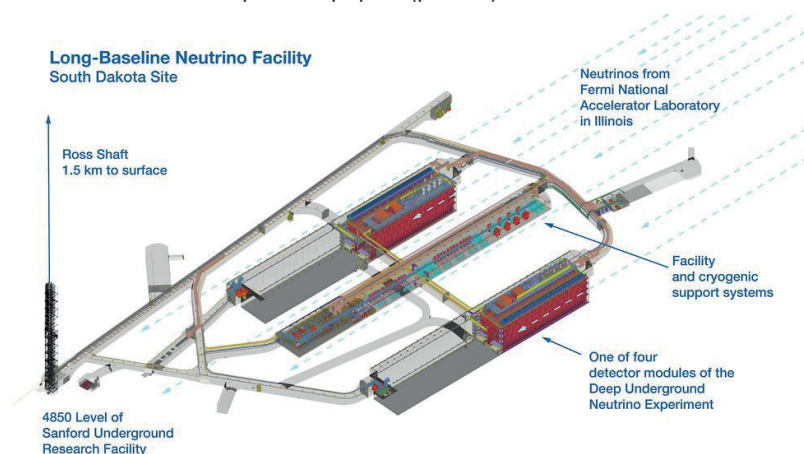 Long-Baseline Neutrino Facility
South Dakota Site
Neutrinos from
Fermi National
Accelerator Laboratory
in Illinois
Ross Shaft
1.5 km to surface
Facility
and cryogenic
support systems
One of four
detector modules of the
Deep Underground
Neutrino Experiment
4850 Level of
Sanford Underground
Research Facility